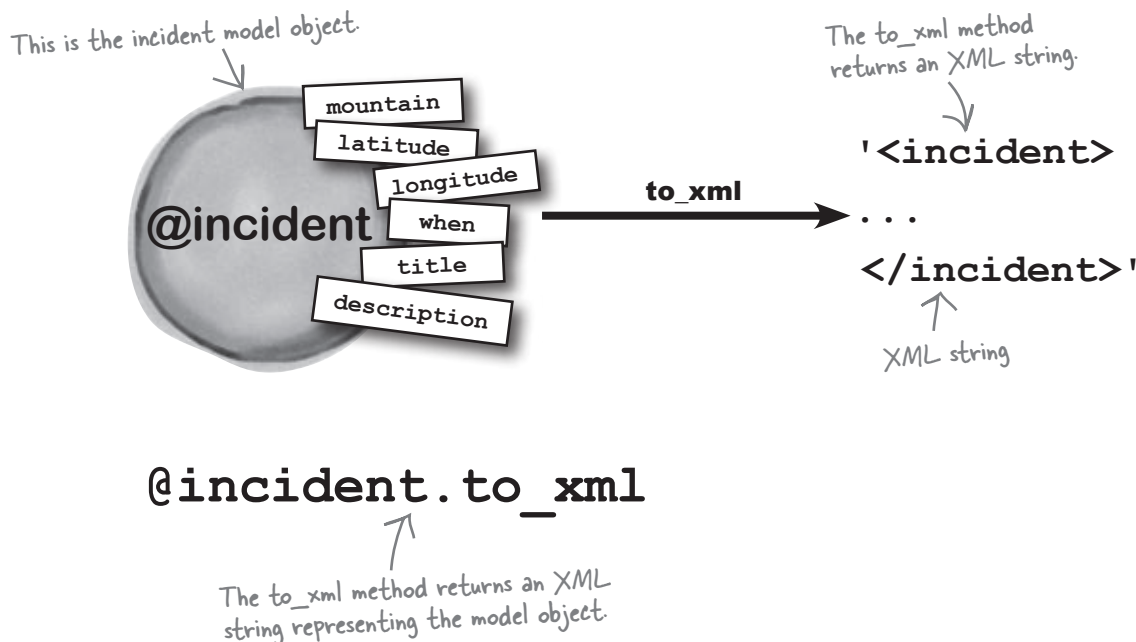 This is the incident model object.
mountain
latitude
longitude
@incident
when
title
description
to_xml
The to_xml method
returns an XML string.
'<incident>
...
</incident>'
XML string
@incident.to_xml
The to_xml method returns an XML
string representing the model object.